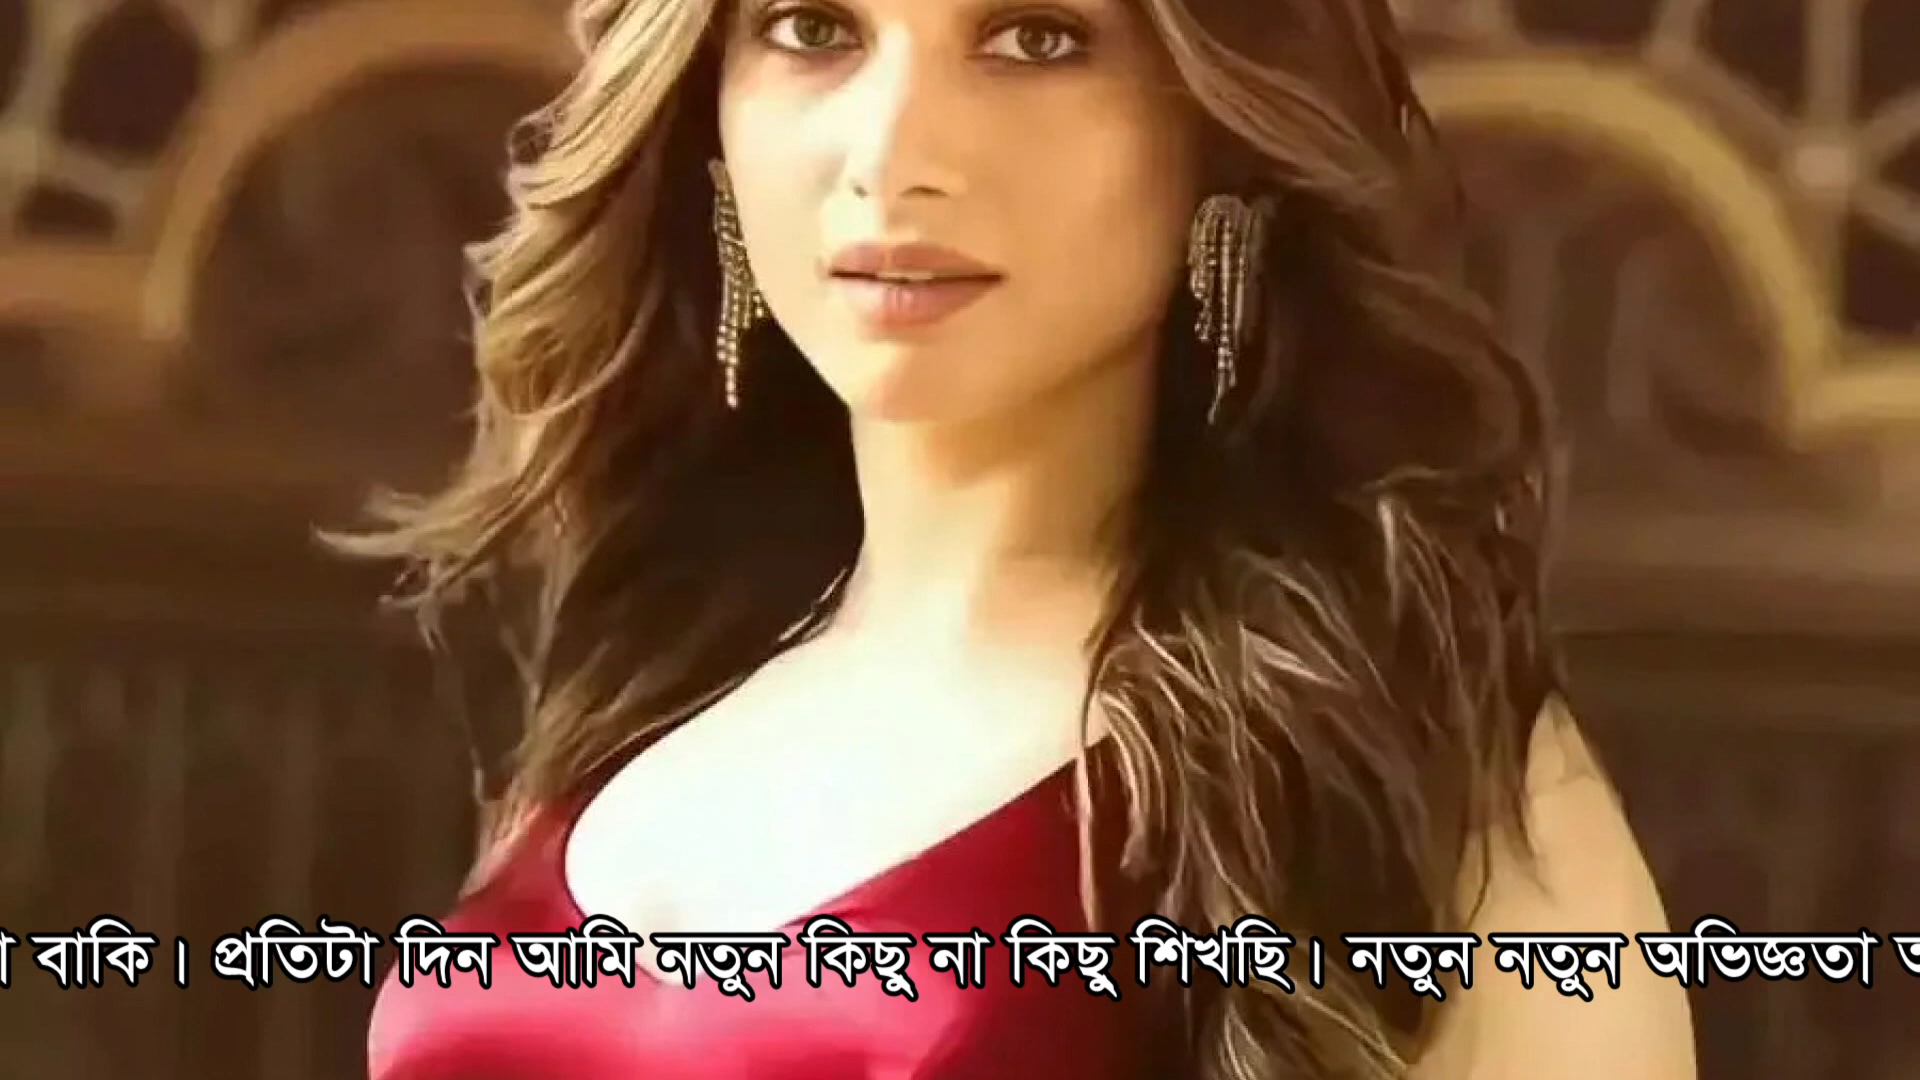 বাকি। প্রতিটা দিন আমি নতুন কিছু না কিছু শিখছি। নতুন নতুন অভিজ্ঞতা